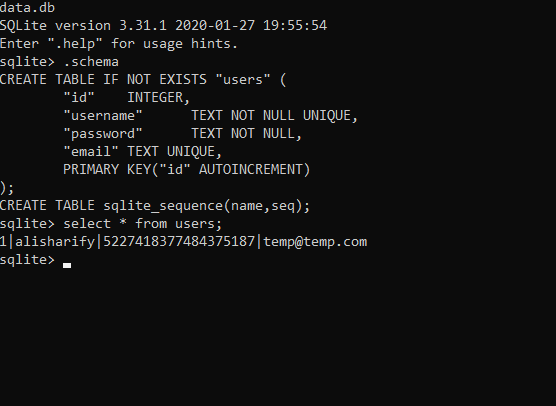 data.db
SQLite version 3.31.1 2020-01-27 19:55:54
Enter ".help" for usage hints.
sqlite> .schema
CREATE TABLE IF NOT EXISTS "users" (
        "id"    INTEGER,
        "username"      TEXT NOT NULL UNIQUE,
        "password"      TEXT NOT NULL,
        "email" TEXT UNIQUE,
        PRIMARY KEY("id" AUTOINCREMENT)
);
CREATE TABLE sqlite_sequence(name,seq);
sqlite> select * from users;
1|alisharify|5227418377484375187|temp@temp.com
sqlite>